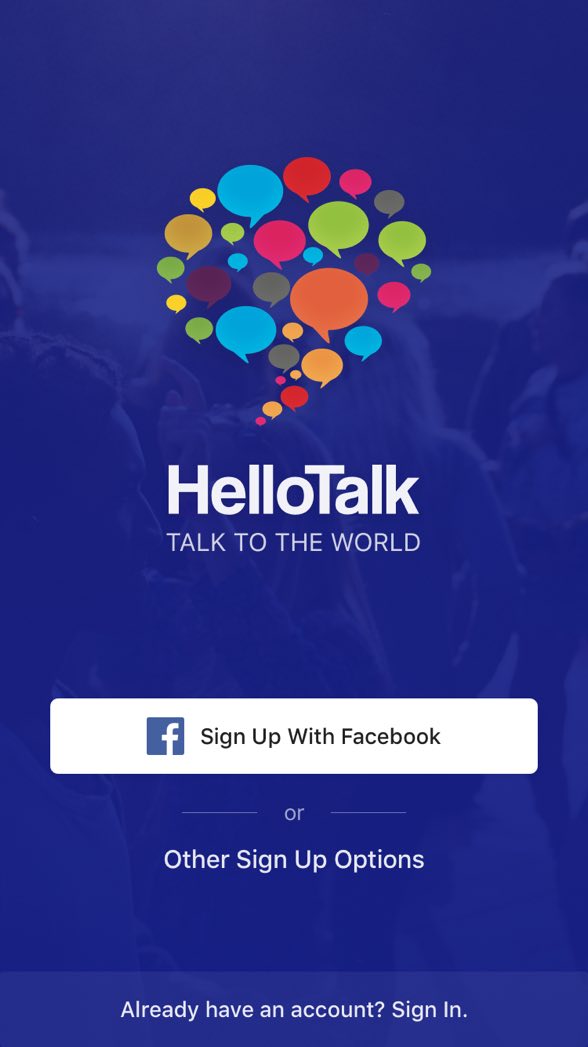 HelloTalk
TALK TO THE WORLD
Sign Up With Facebook
or
Other Sign Up Options
Already have an account? Sign In.